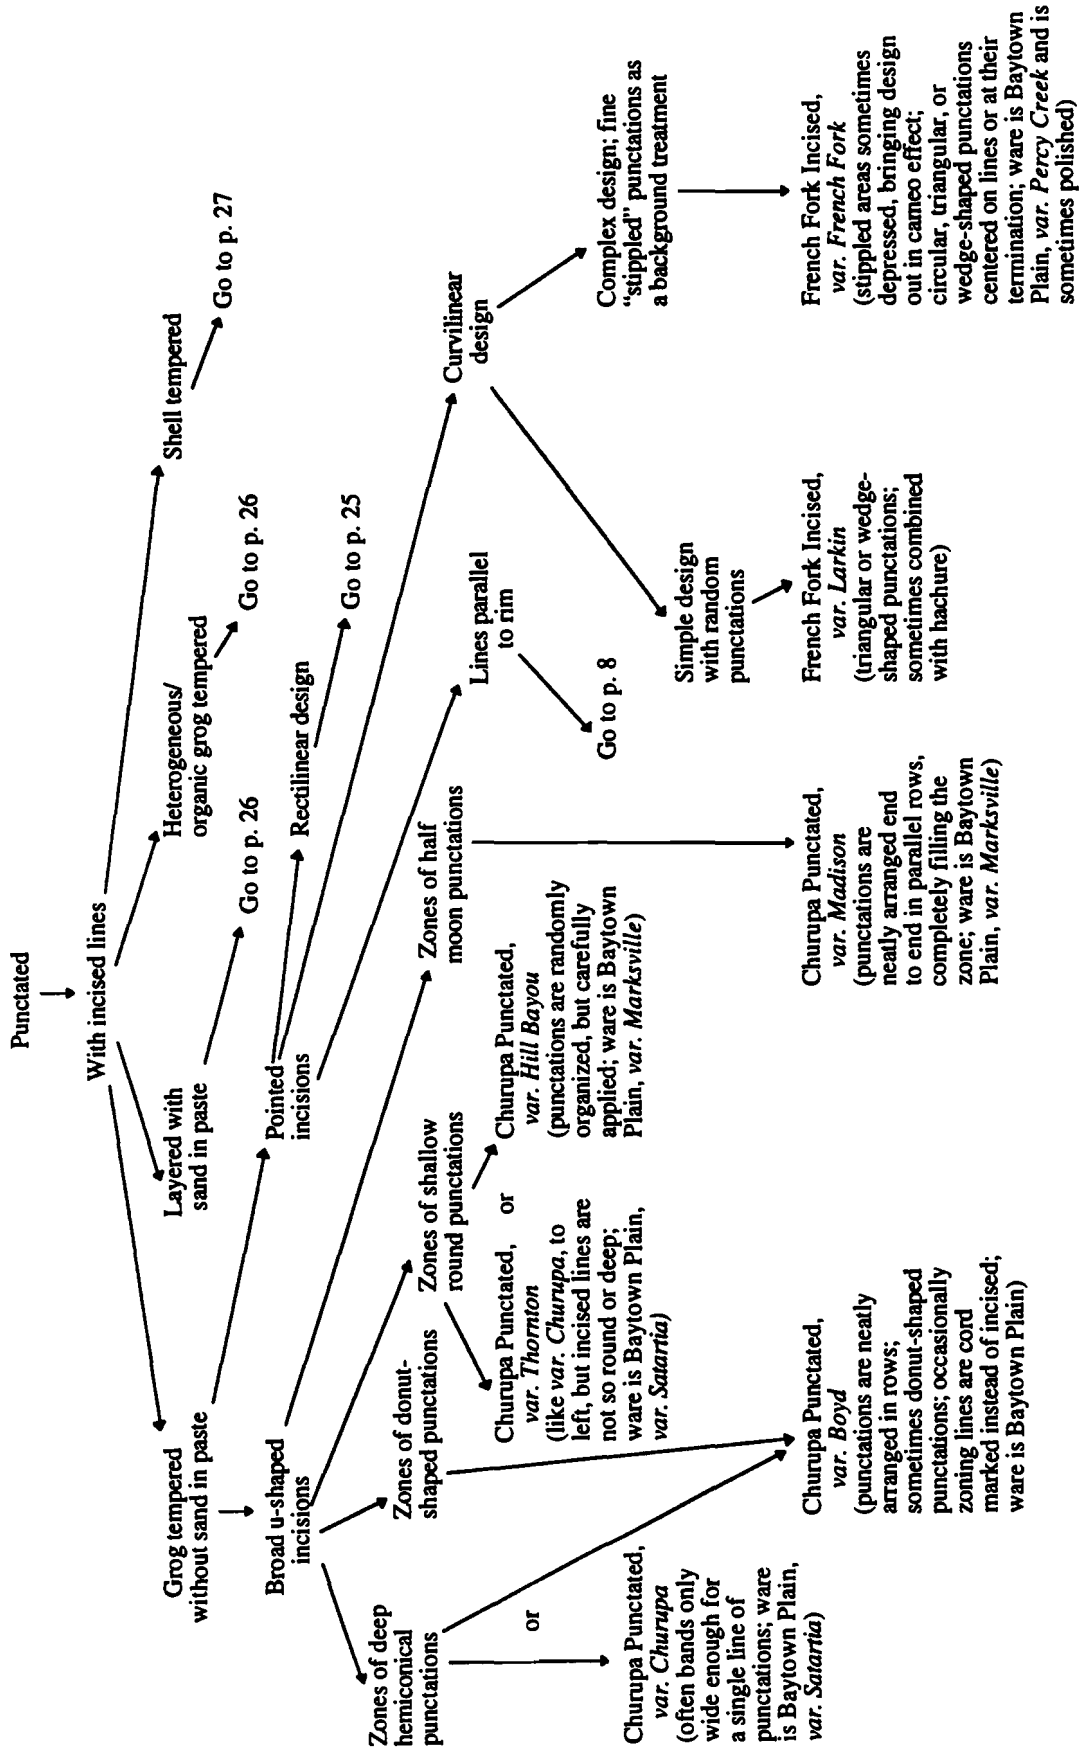 Punctated
With incised lines
Grog tempered
without sand in paste
Layered with
sand in paste
Heterogeneous/
organic grog tempered
Shell tempered
Go to p. 26
Go to p. 26
Go to p. 27
Broad u-shaped
incisions
Pointed
incisions
Rectilinear design
Go to p. 25
Zones of deep
hemiconical
punctations
Zones of donut-
shaped punctations
Zones of shallow
round punctations
Zones of half
moon punctations
Lines parallel
to rim
Curvilinear
design
Go to p. 8
Simple design
with random
punctations
Complex design; fine
“stippled” punctations as
a background treatment
or
Churupa Punctated,
var. Churupa
(often bands only
wide enough for
a single line of
punctations; ware
is Baytown Plain,
var. Satartia)
Churupa Punctated,
var. Thornton
(like var. Churupa, to
left, but incised lines are
not so round or deep;
ware is Baytown Plain,
var. Satartia)
or
Churupa Punctated,
var. Hill Bayou
(punctations are randomly
organized, but carefully
applied; ware is Baytown
Plain, var. Marksville)
Churupa Punctated,
var. Boyd
(punctations are neatly
arranged in rows;
sometimes donut-shaped
punctations; occasionally
zoning lines are cord
marked instead of incised;
ware is Baytown Plain)
Churupa Punctated,
var. Madison
(punctations are
neatly arranged end
to end in parallel rows,
completely filling the
zone; ware is Baytown
Plain, var. Marksville)
French Fork Incised,
var. Larkin
(triangular or wedge-
shaped punctations;
sometimes combined
with hachure)
French Fork Incised,
var. French Fork
(stippled areas sometimes
depressed, bringing design
out in cameo effect;
circular, triangular, or
wedge-shaped punctations
centered on lines or at their
termination; ware is Baytown
Plain, var. Percy Creek and is
sometimes polished)